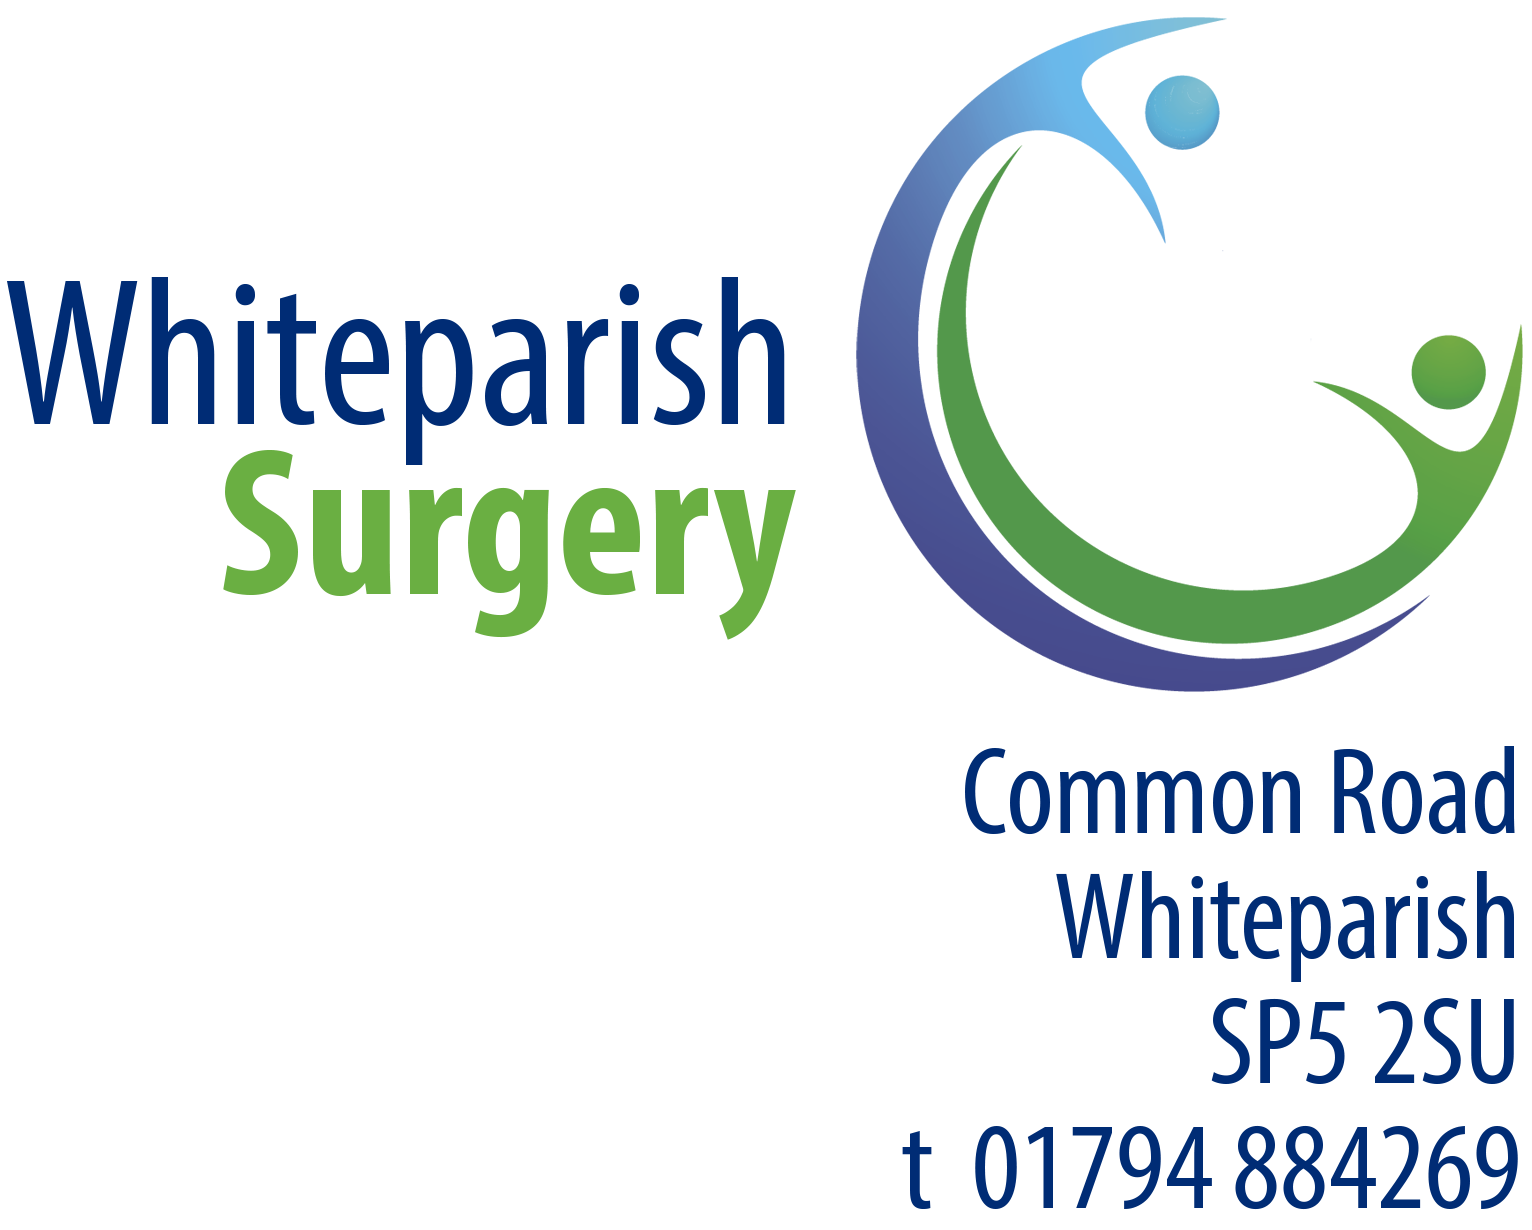 Whiteparish
Surgery
Common Road
Whiteparish
SP5 2SU
t 01794 884269